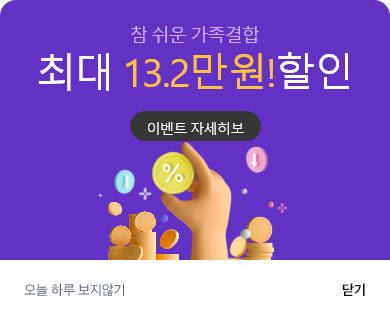 참 쉬운 가족결합
최대 13.2만원!할인
이벤트 자세히보
%
오늘 하루 보지않기 닫기